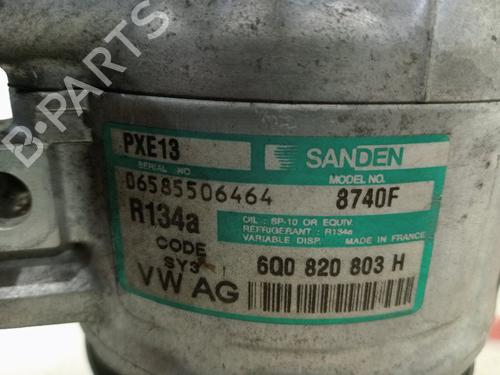 PXE13
SANDEN
SERIAL NO
MODEL NO.
06585506464
8740F
R134a
OIL : SP-10 OR EQUIV.
REFRIGERANT : R134a
VARIABLE DISP. MADE IN FRANCE
CODE
SY3
6Q0 820 803 H
VW AG
B-PARTS